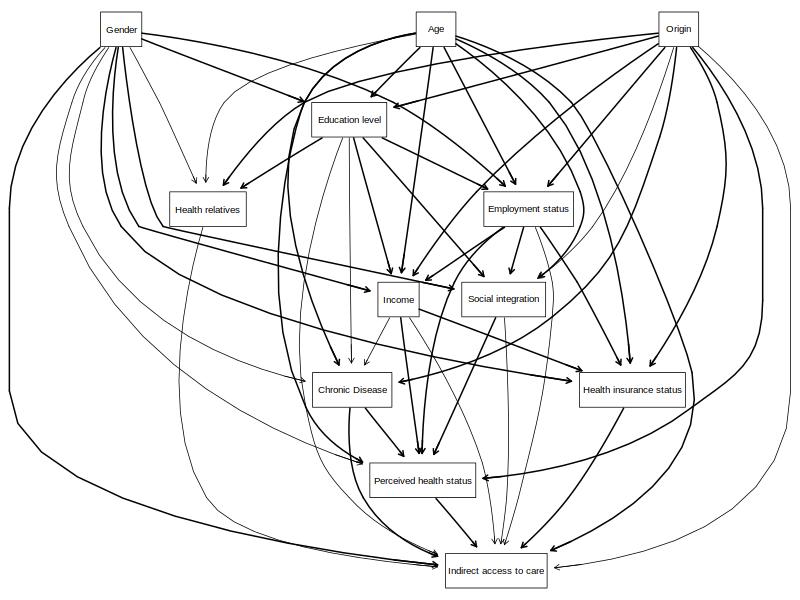 Gender
Age
Origin
Education level
Health relatives
Employment status
Income
Social integration
Chronic Disease
Health insurance status
Perceived health status
Indirect access to care